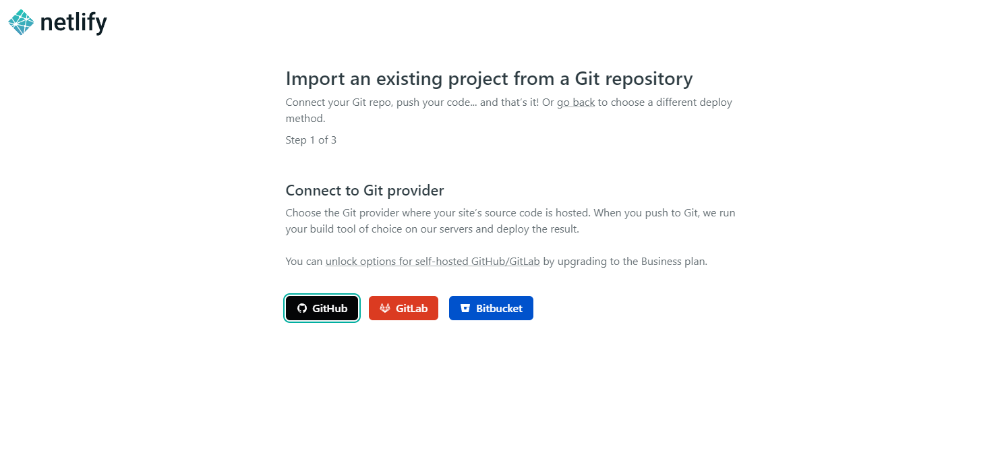 netlify
Import an existing project from a Git repository
Connect your Git repo, push your code... and that’s it! Or go back to choose a different deploy
method.
Step 1 of 3
Connect to Git provider
Choose the Git provider where your site’s source code is hosted. When you push to Git, we run
your build tool of choice on our servers and deploy the result.
You can unlock options for self-hosted GitHub/GitLab by upgrading to the Business plan.
GitHub GitLab Bitbucket